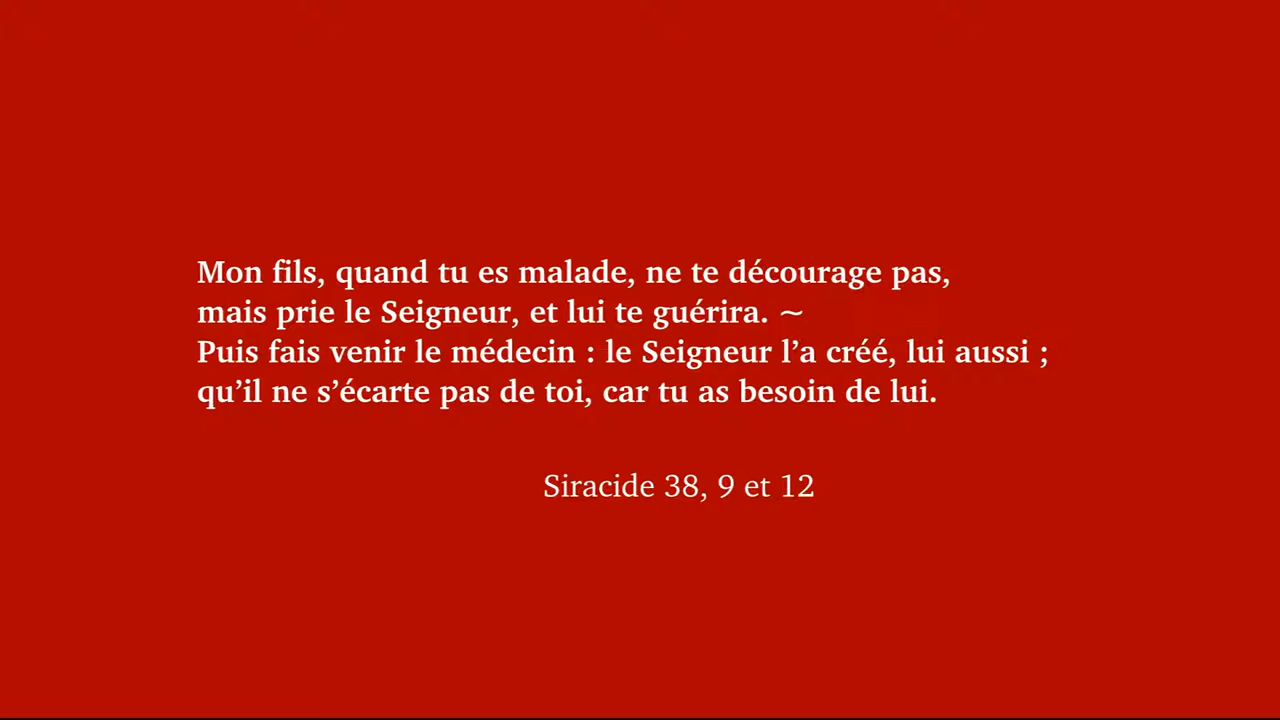 Mon fils, quand tu es malade, ne te décourage pas,
mais prie le Seigneur, et lui te guérira. ~
Puis fais venir le médecin : le Seigneur l’a créé, lui aussi ;
qu’il ne s’écarte pas de toi, car tu as besoin de lui.
Siracide 38, 9 et 12